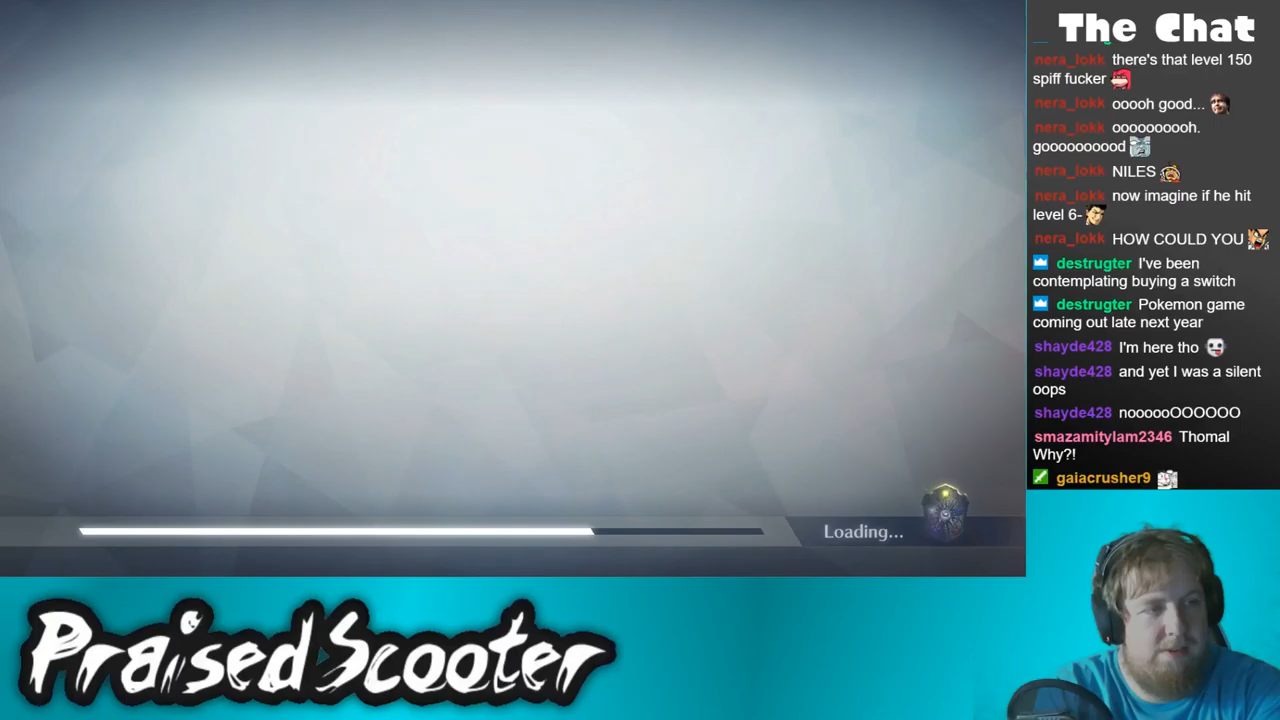 The Chat
nera_lokk there's that level 150
spiff fucker
nera_lokk ooooh good...
nera_lokk oooooooooh.
goooooooood
nera_lokk NILES
nera_lokk now imagine if he hit
level 6-
nera_lokk HOW COULD YOU
destrugter I've been
contemplating buying a switch
destrugter Pokemon game
coming out late next year
shayde428 I'm here tho
shayde428 and yet I was a silent
oops
shayde428 noooooOOOOOO
smazamitylam2346 Thomal
Why?!
gaiacrusher9
Loading...
Praised Scooter